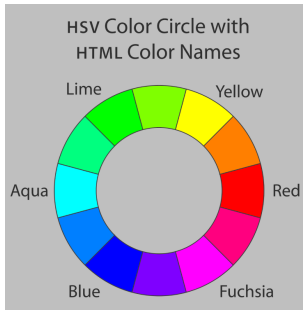 HSV Color Circle with
HTML Color Names
Lime
Yellow
Aqua
Red
Blue
Fuchsia